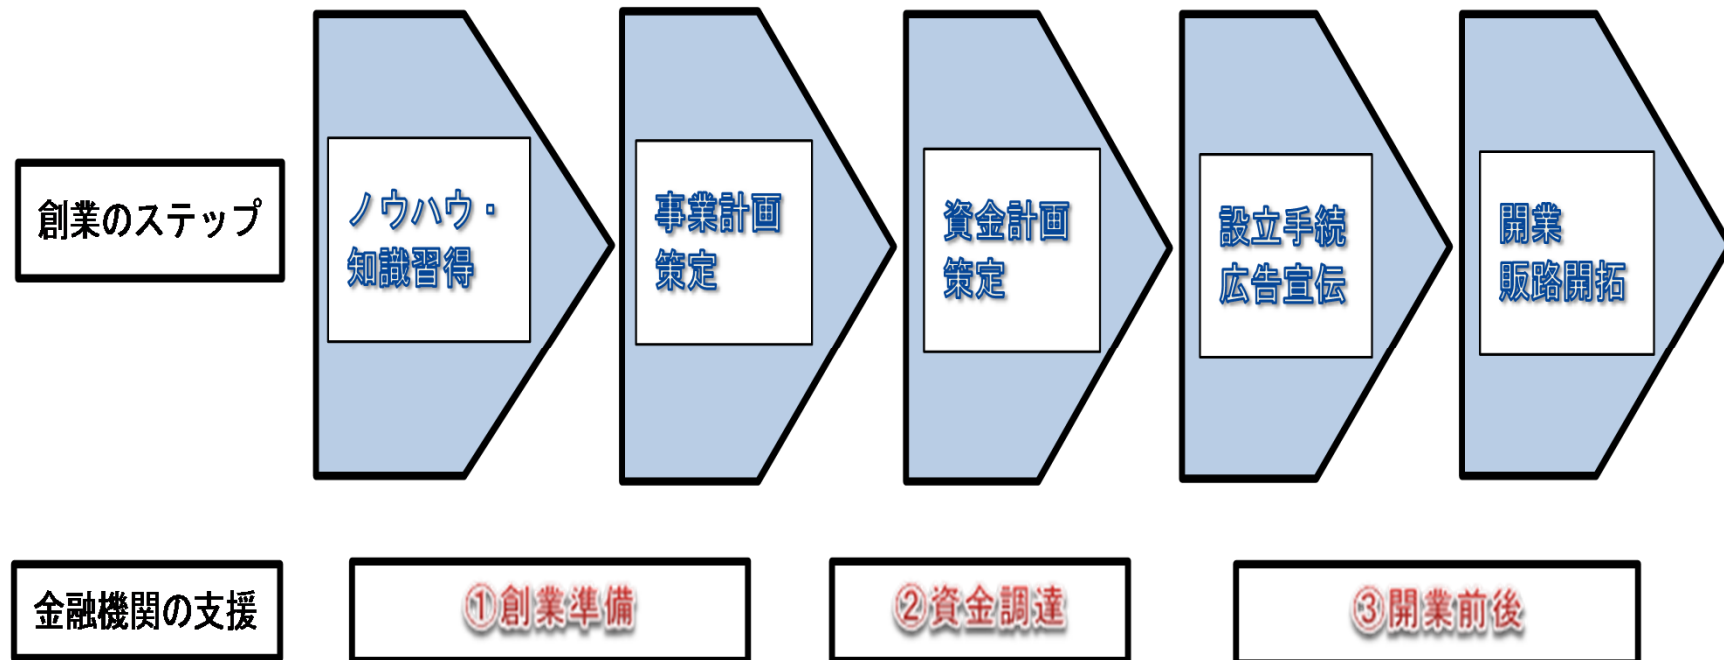 創業のステップ
ノウハウ・
知識習得
事業計画
策定
資金計画
策定
設立手続
広告宣伝
開業
販路開拓
金融機関の支援
①創業準備
②資金調達
③開業前後